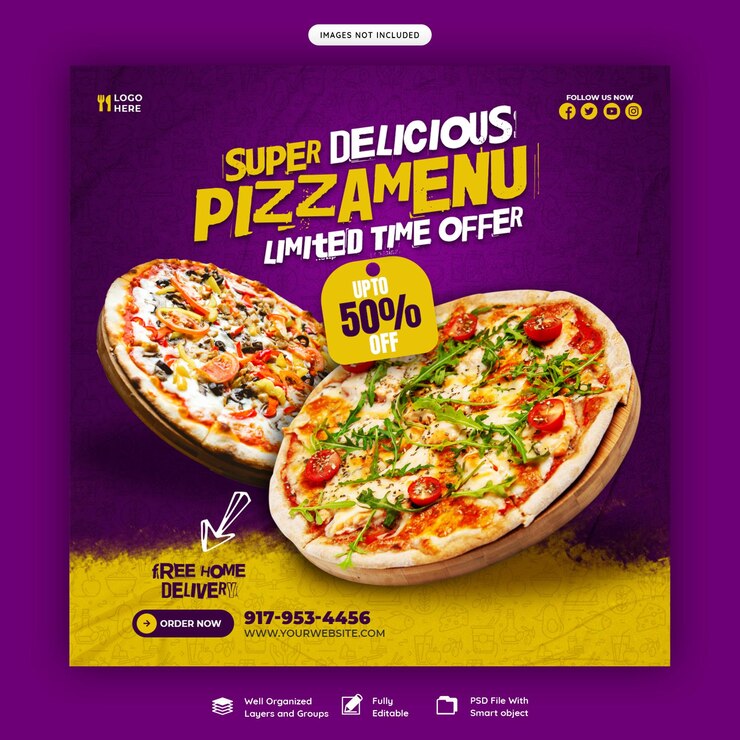 IMAGES NOT INCLUDED
LOGO
HERE
FOLLOW US NOW
SUPER DELICIOUS
PIZZAMENU
LIMITED TIME OFFER
UPTO
50%
OFF
fREE HOME
DELIVERY
ORDER NOW
917-953-4456
WWW.YOURWEBSITE.COM
Well Organized
Layers and Groups
Fully
Editable
PSD File With
Smart object